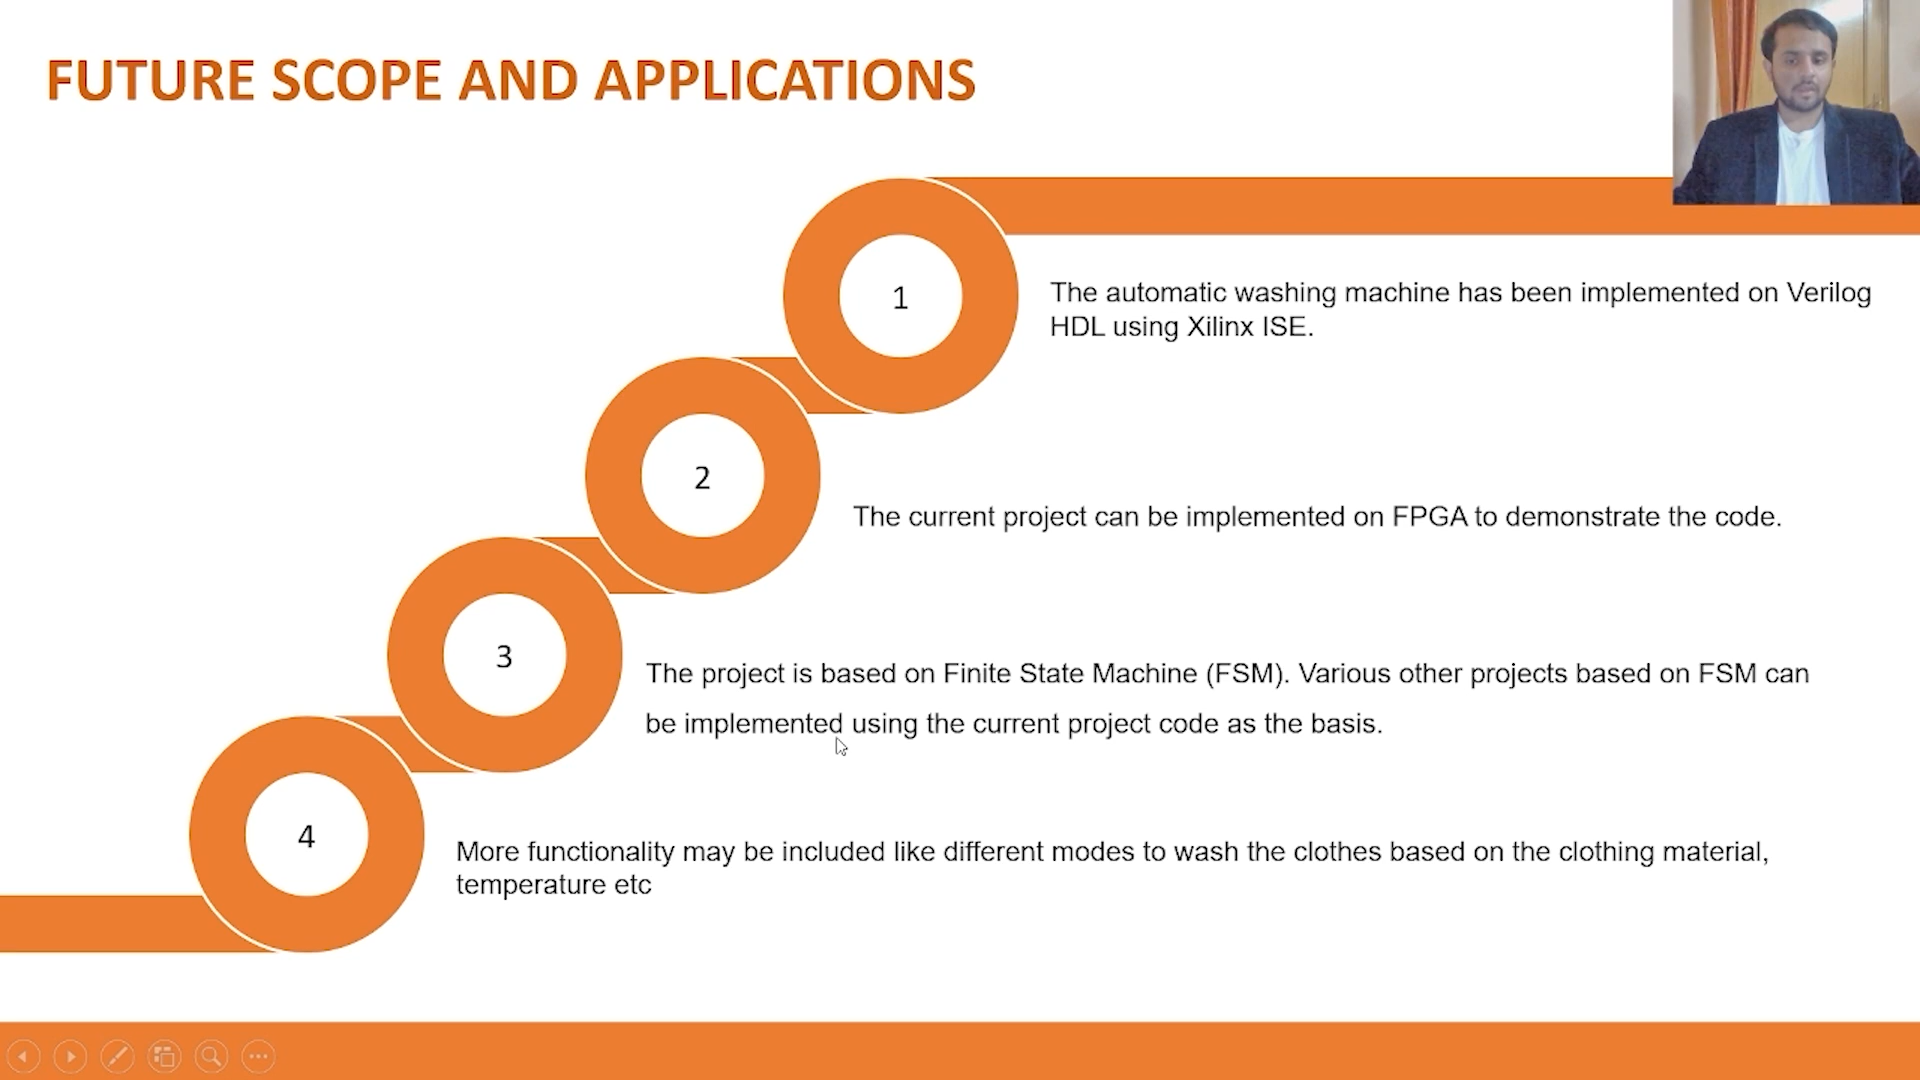 FUTURE SCOPE AND APPLICATIONS
1
The automatic washing machine has been implemented on Verilog
HDL using Xilinx ISE.
2
The current project can be implemented on FPGA to demonstrate the code.
3
The project is based on Finite State Machine (FSM). Various other projects based on FSM can
be implemented using the current project code as the basis.
4
More functionality may be included like different modes to wash the clothes based on the clothing material,
temperature etc